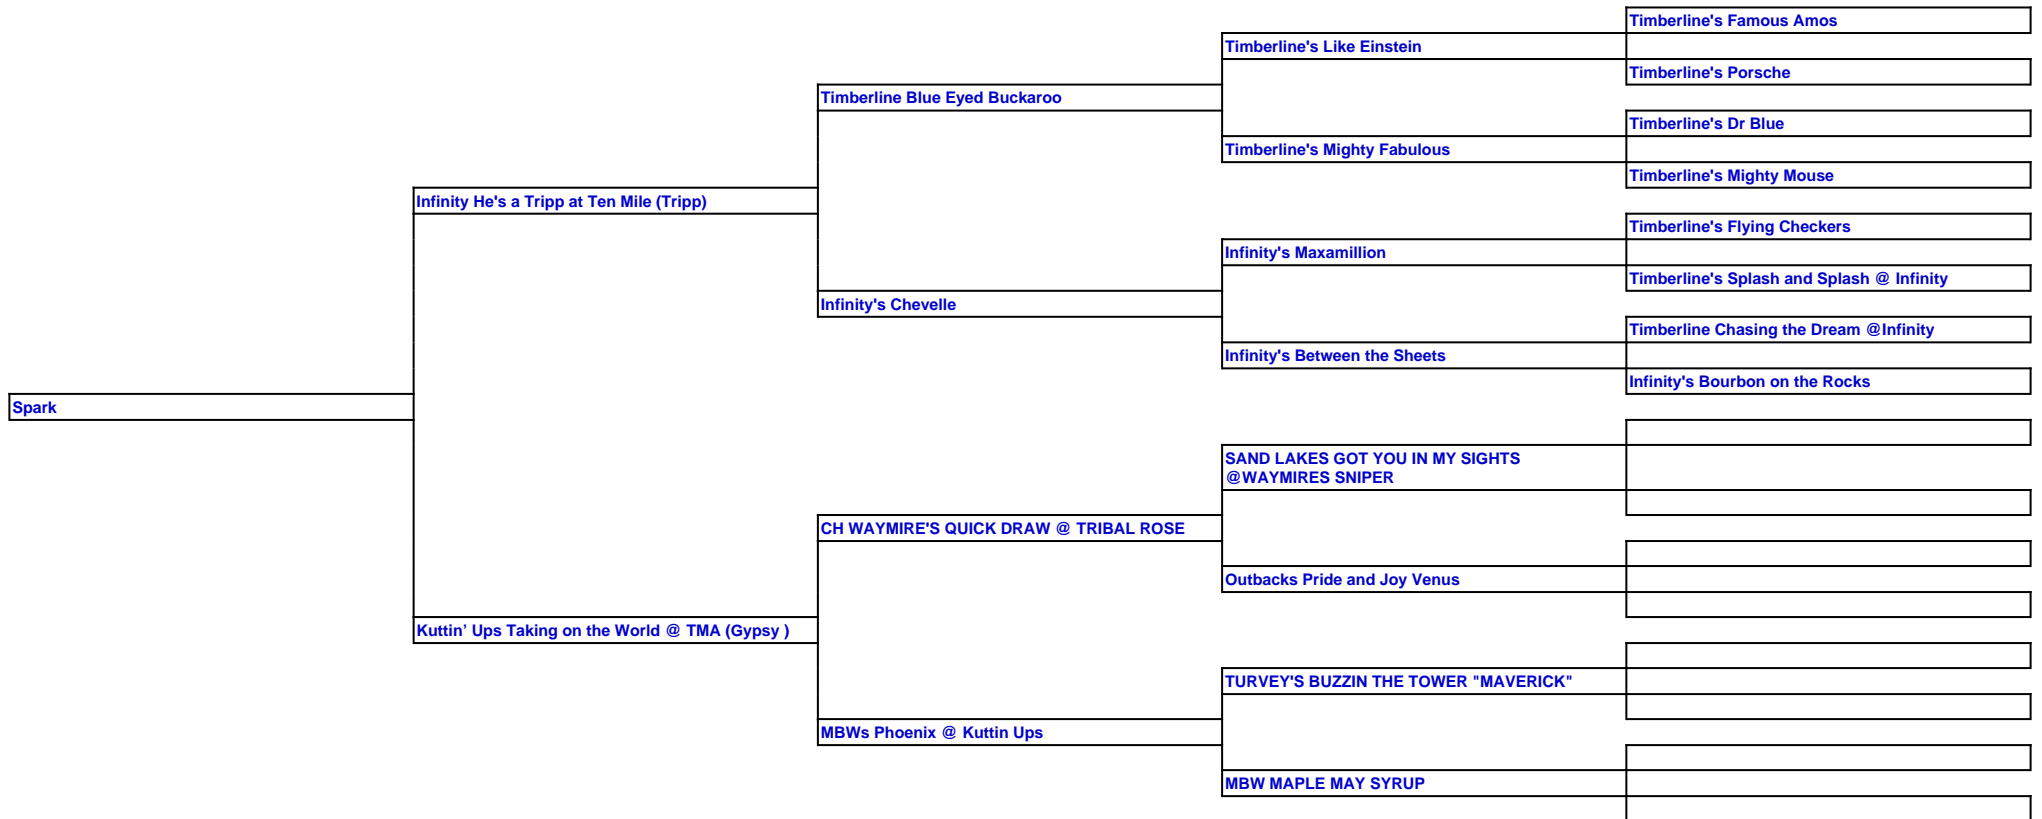 Timberline's Famous Amos
Timberline's Like Einstein
Timberline's Porsche
Timberline Blue Eyed Buckaroo
Timberline's Dr Blue
Timberline's Mighty Fabulous
Timberline's Mighty Mouse
Infinity He's a Tripp at Ten Mile (Tripp)
Timberline's Flying Checkers
Infinity's Maxamillion
Timberline's Splash and Splash @ Infinity
Infinity's Chevelle
Timberline Chasing the Dream @Infinity
Infinity's Between the Sheets
Infinity's Bourbon on the Rocks
Spark
SAND LAKES GOT YOU IN MY SIGHTS
@WAYMIRES SNIPER
CH WAYMIRE'S QUICK DRAW @ TRIBAL ROSE
Outbacks Pride and Joy Venus
Kuttin’ Ups Taking on the World @ TMA (Gypsy )
TURVEY'S BUZZIN THE TOWER "MAVERICK"
MBWs Phoenix @ Kuttin Ups
MBW MAPLE MAY SYRUP